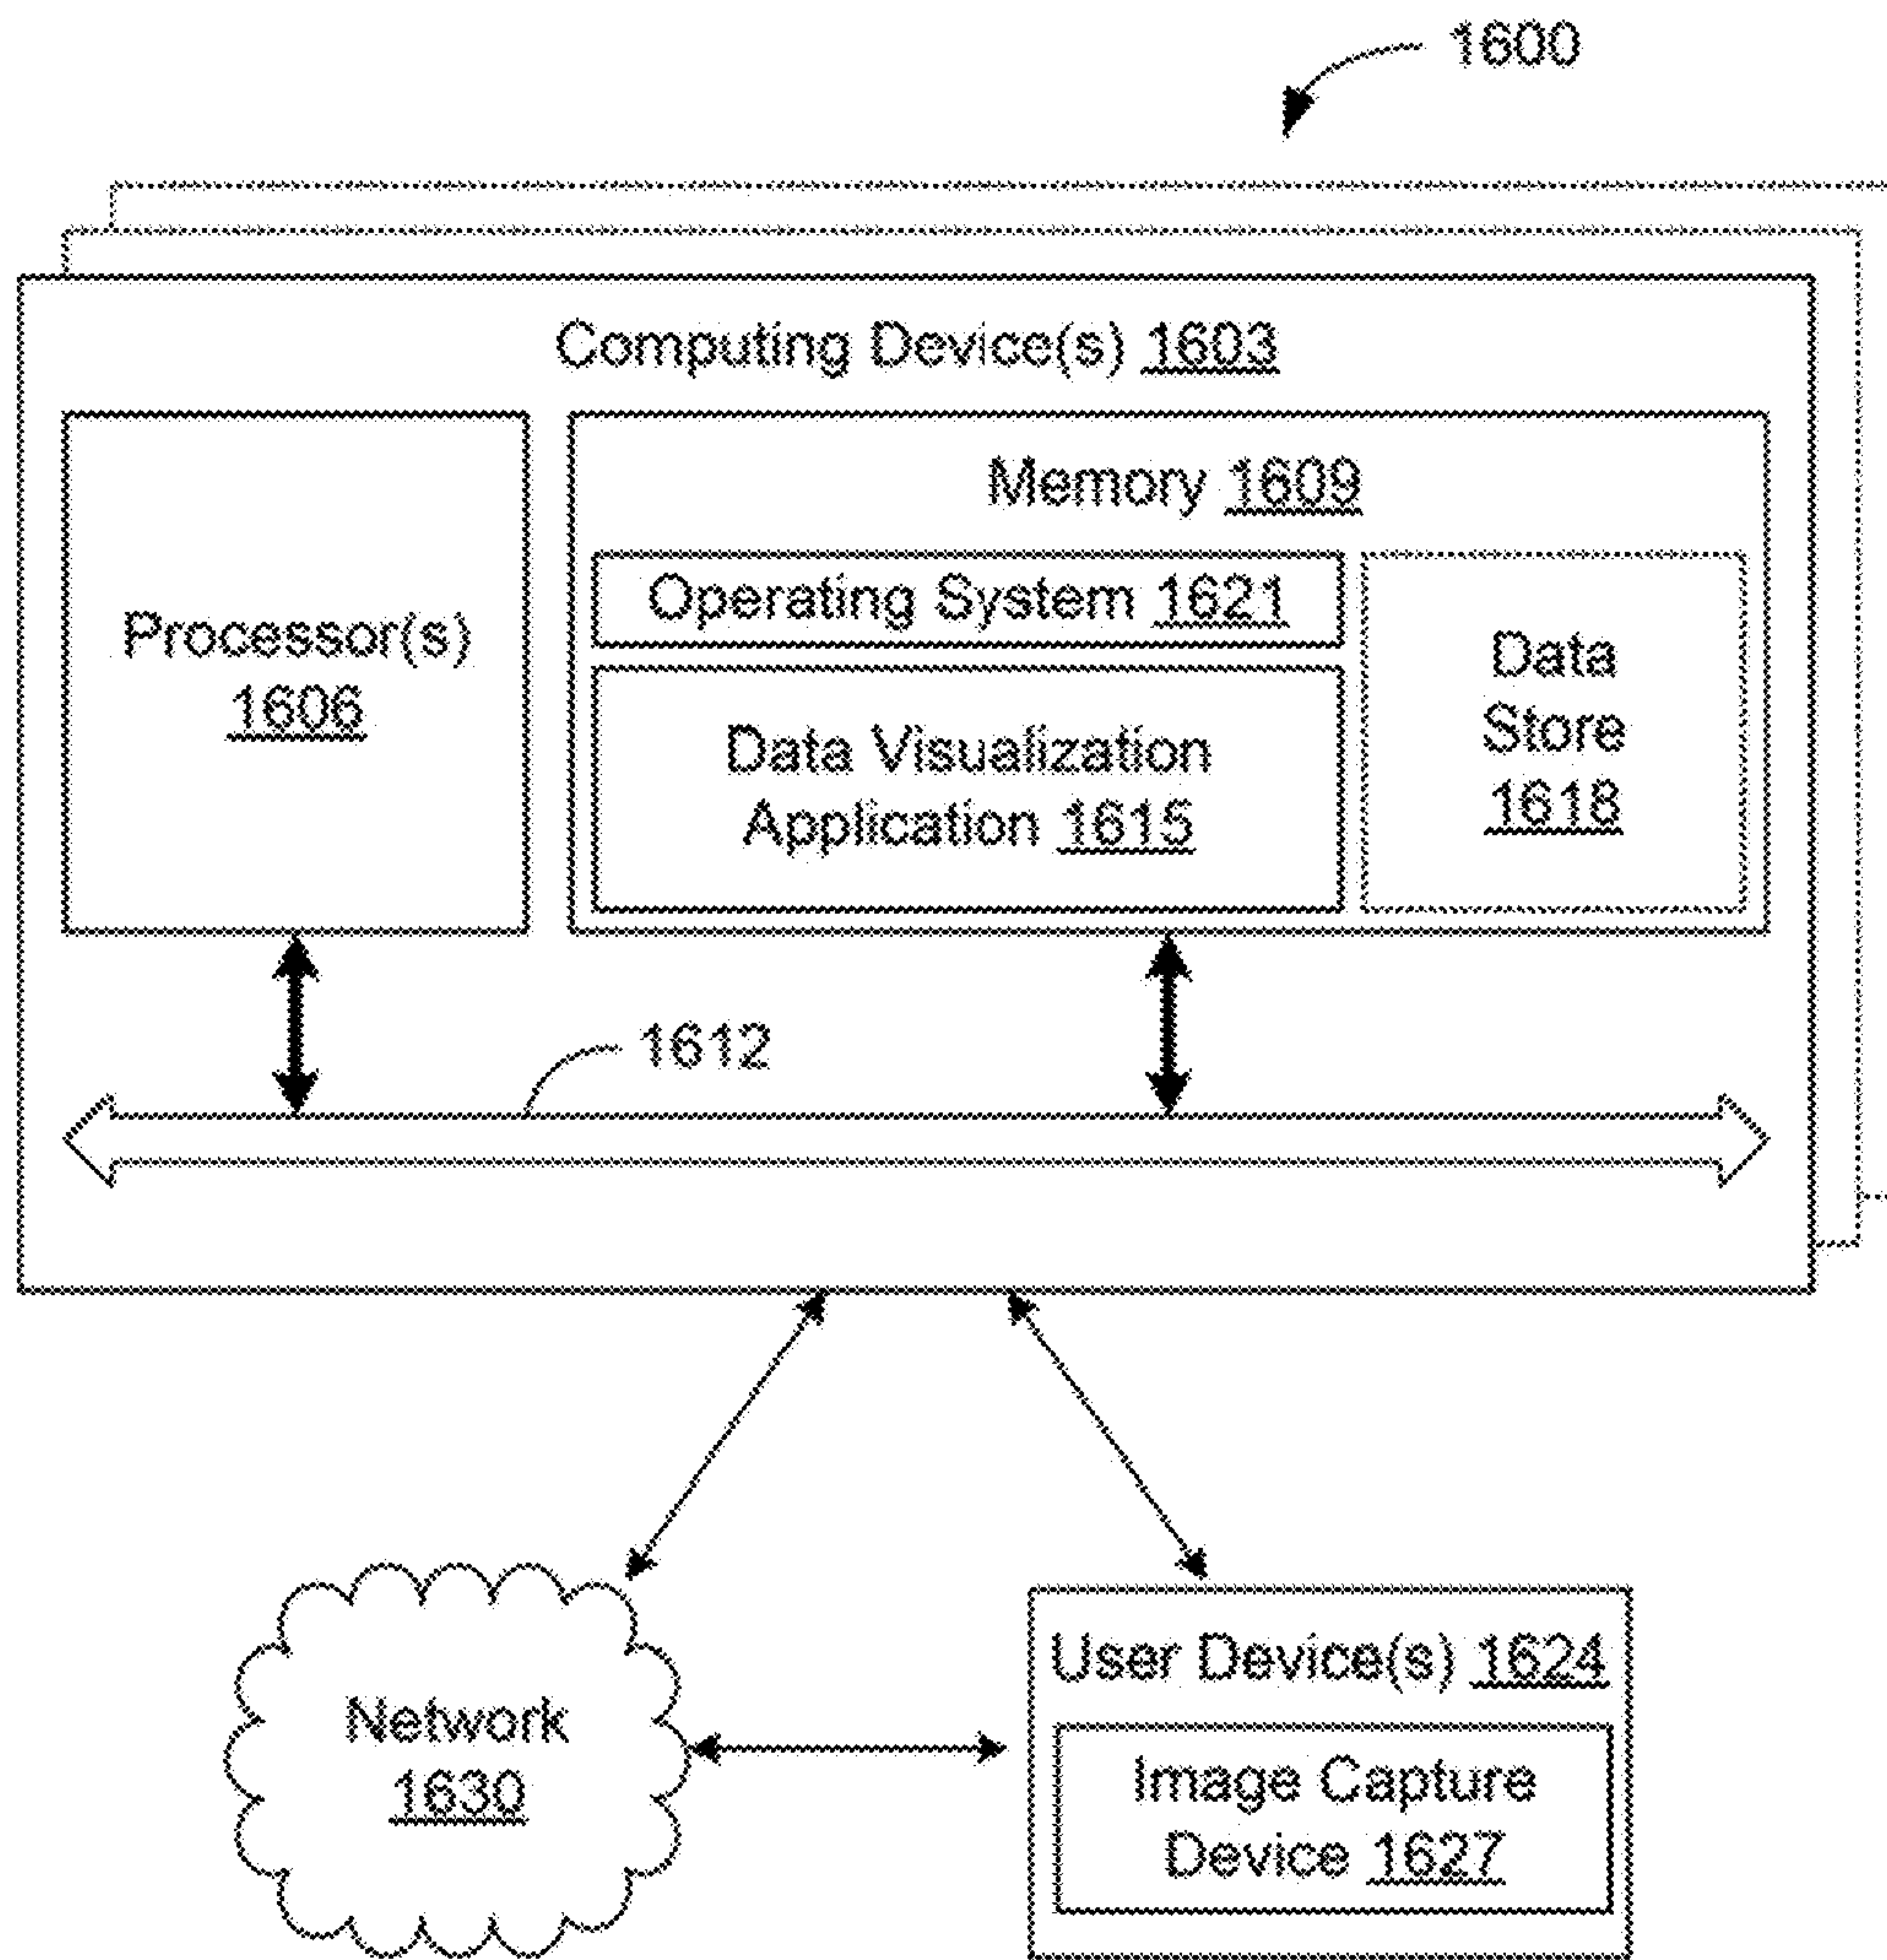 1600
Computing Device(s) 1603
Processor(s)
1606
Memory 1609
Operating System 1621
Data Visualization
Application 1615
Data
Store
1618
1612
Network
1630
User Device(s) 1624
Image Capture
Device 1627